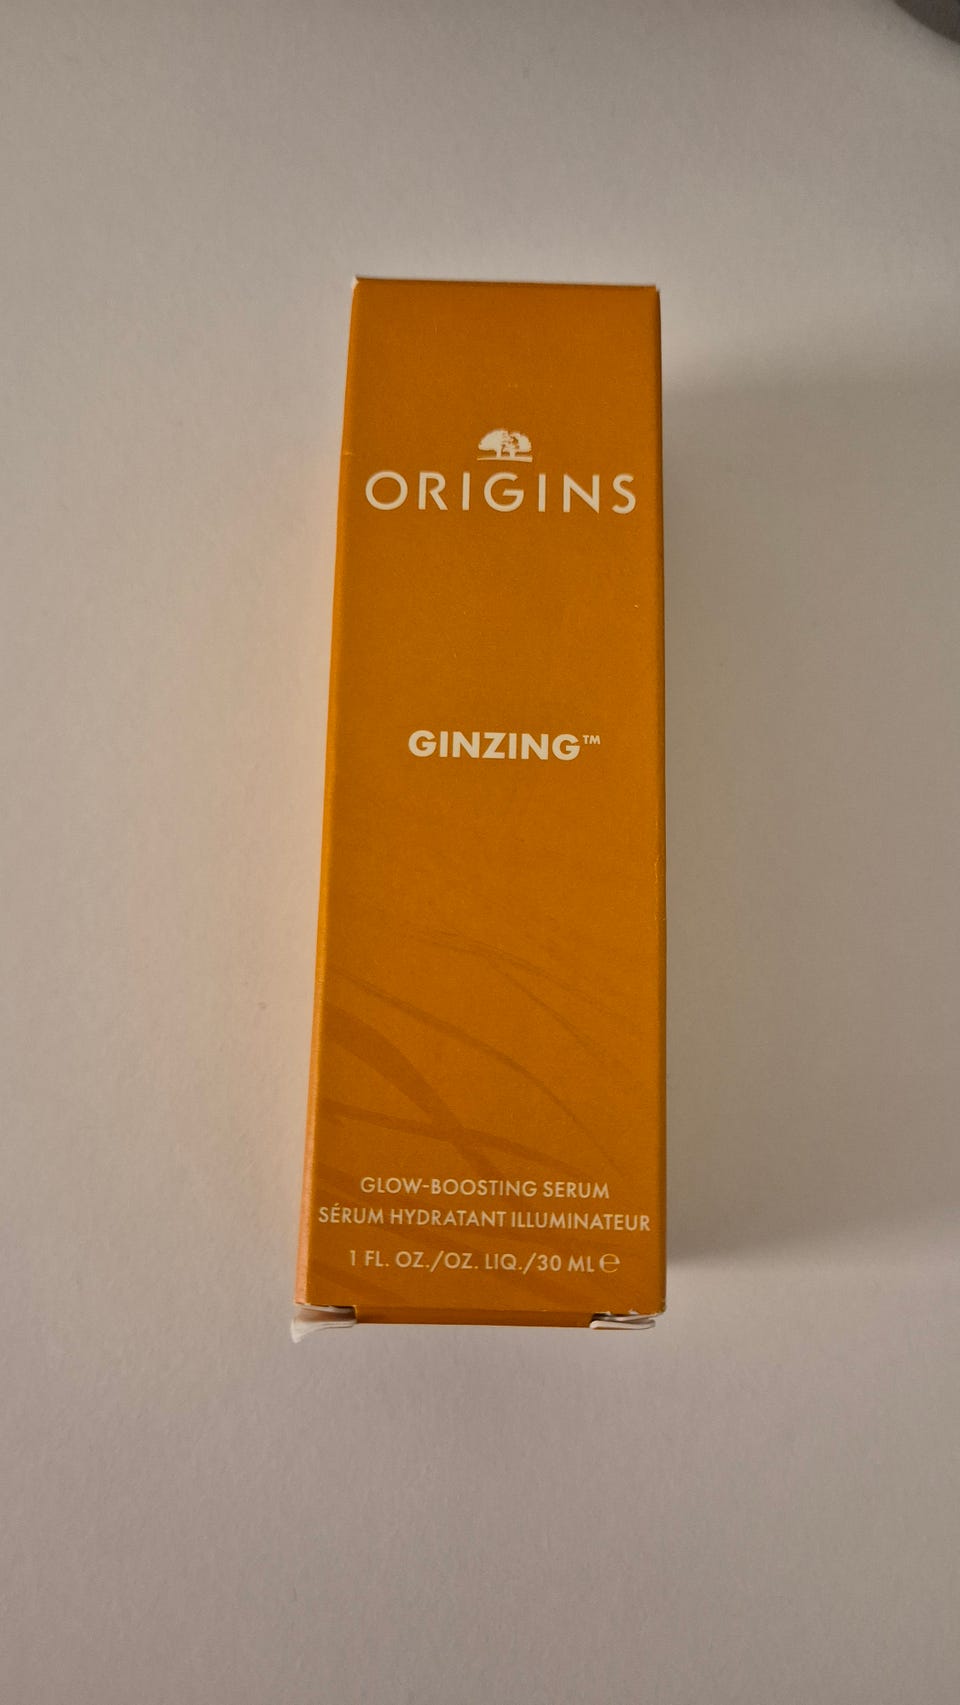 ORIGINS
GINZING™
GLOW-BOOSTING SERUM
SÉRUM HYDRATANT ILLUMINATEUR
1 FL. OZ./OZ. LIQ./30 ML ℮